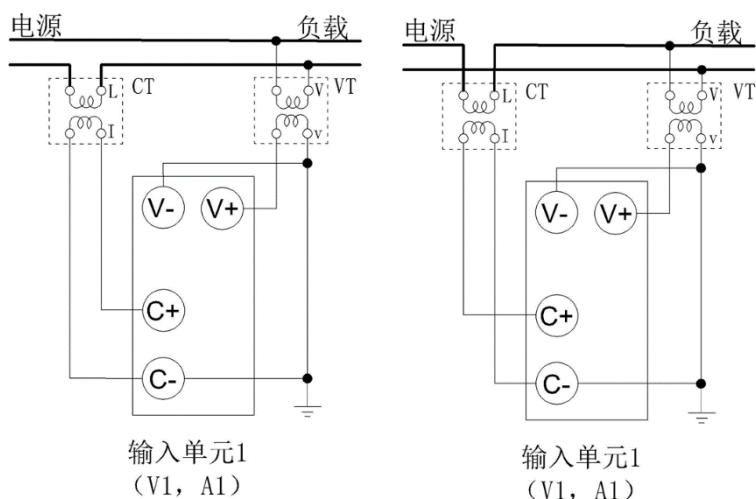 电源 负载
L CT V VT
I v
V- V+
C+
C-
输入单元1
(V1, A1)
电源 负载
L CT V VT
I v
V- V+
C+
C-
输入单元1
(V1, A1)